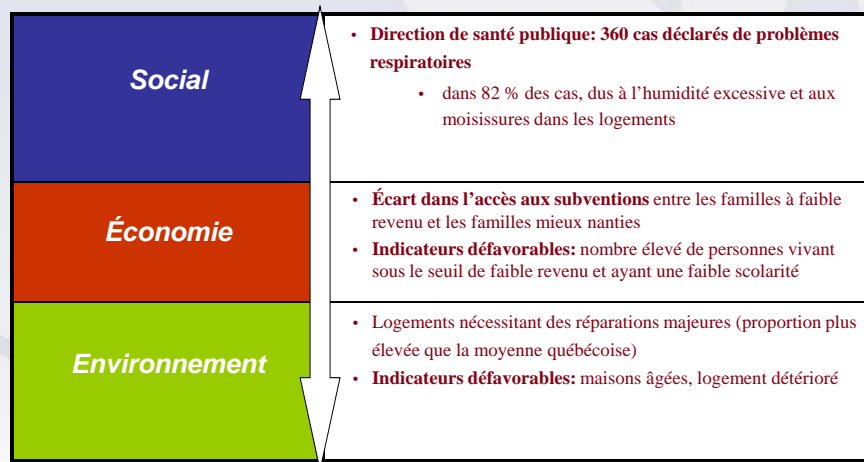 Social
• Direction de santé publique: 360 cas déclarés de problèmes
respiratoires
• dans 82 % des cas, dus à l'humidité excessive et aux
moisissures dans les logements
Économie
• Écart dans l'accès aux subventions entre les familles à faible
revenu et les familles mieux nanties
• Indicateurs défavorables: nombre élevé de personnes vivant
sous le seuil de faible revenu et ayant une faible scolarité
Environnement
• Logements nécessitant des réparations majeures (proportion plus
élevée que la moyenne québécoise)
• Indicateurs défavorables: maisons âgées, logement détérioré